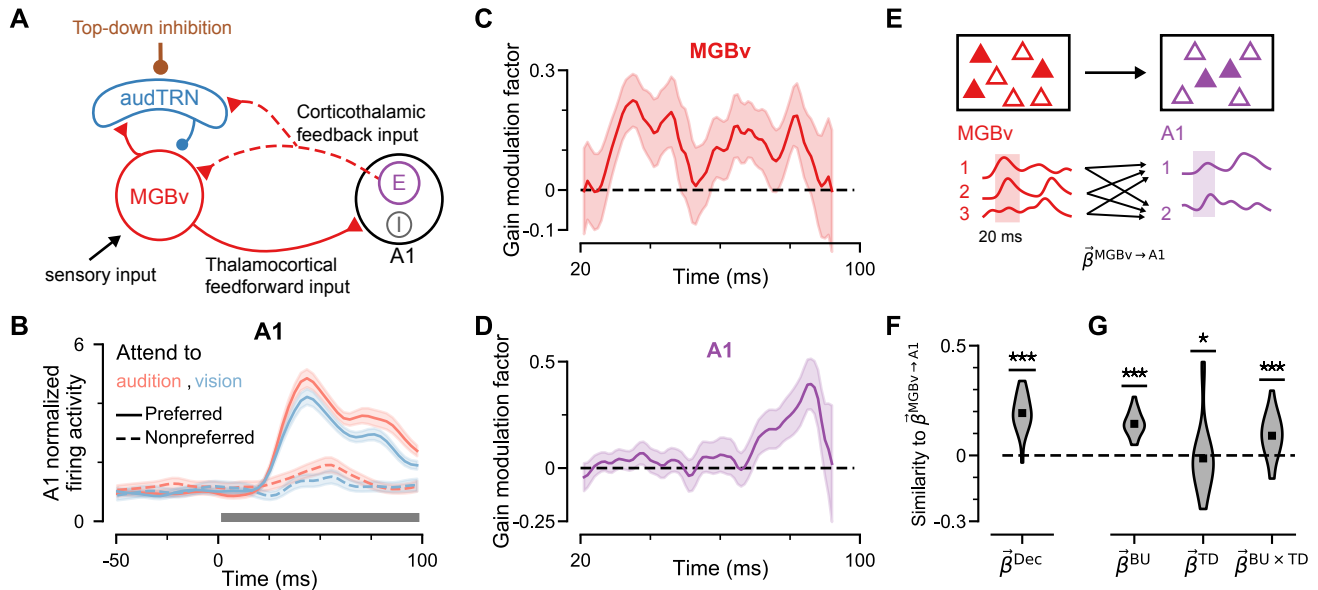 A
Top-down inhibition
audTRN
Corticothalamic
feedback input
MGBv
E
I
A1
sensory input
Thalamocortical
feedforward input
B
A1
A1 normalized
firing activity
6
0
Attend to
audition , vision
Preferred
Nonpreferred
-50
0
100
Time (ms)
C
MGBv
Gain modulation factor
0.3
0
-0.1
20
100
Time (ms)
D
A1
Gain modulation factor
0.5
0
-0.25
20
100
Time (ms)
E
MGBv
A1
1
2
3
1
2
20 ms
β⃗ MGBv → A1
F
Similarity to β⃗ MGBv → A1
0.5
0
-0.3
***
β⃗ Dec
G
***
*
***
β⃗ BU
β⃗ TD
β⃗ BU × TD